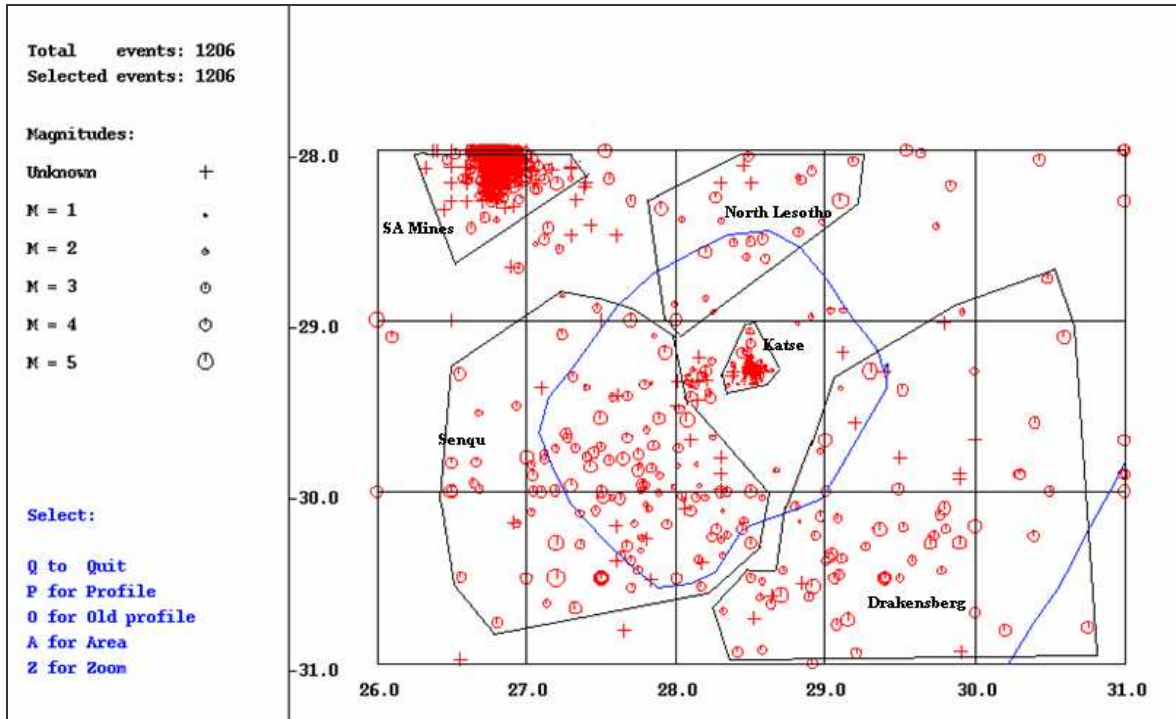 Total events: 1206
Selected events: 1206
Magnitudes:
Unknown
M = 1
M = 2
M = 3
M = 4
M = 5
Select:
Q to Quit
P for Profile
O for Old profile
A for Area
Z for Zoom
-28.0
-29.0
-30.0
-31.0
SA Mines
North Lesotho
Katse
Senqu
Drakensberg
26.0 27.0 28.0 29.0 30.0 31.0